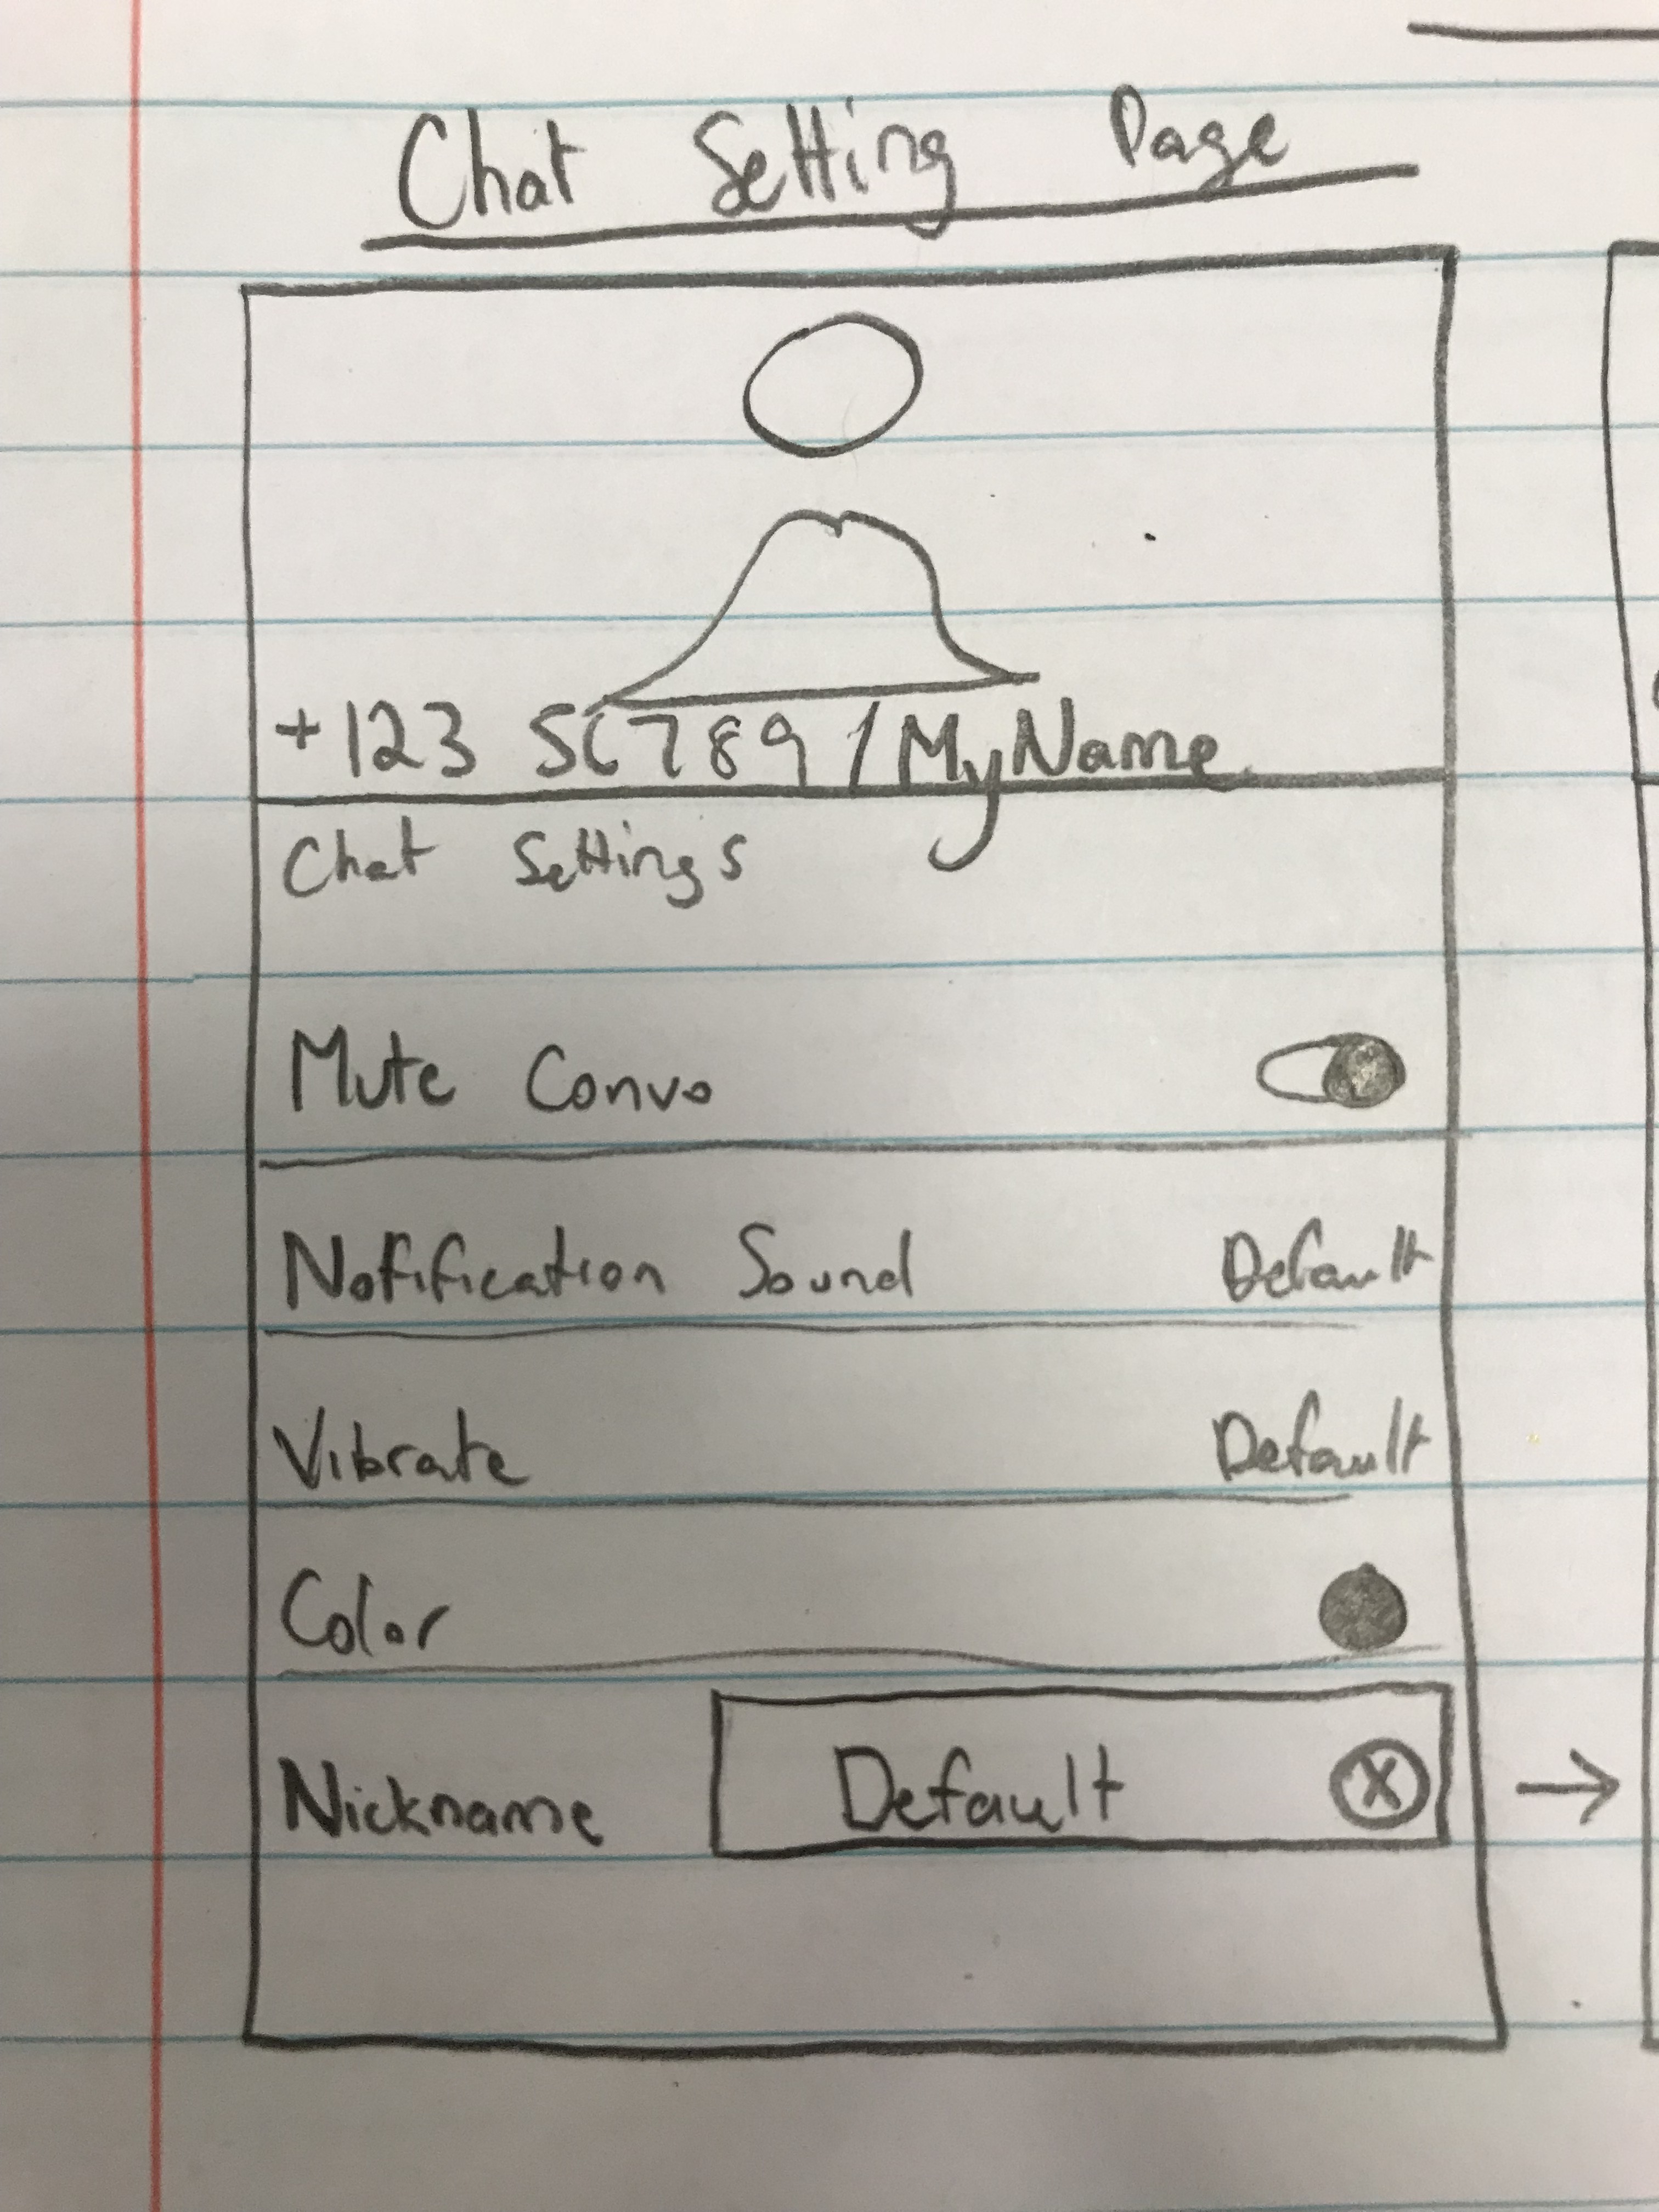 Chat Setting Page
+123 56789 / MyName
Chat Settings
Mute Convo
Notification Sound Default
Vibrate Default
Color
Nickname Default X